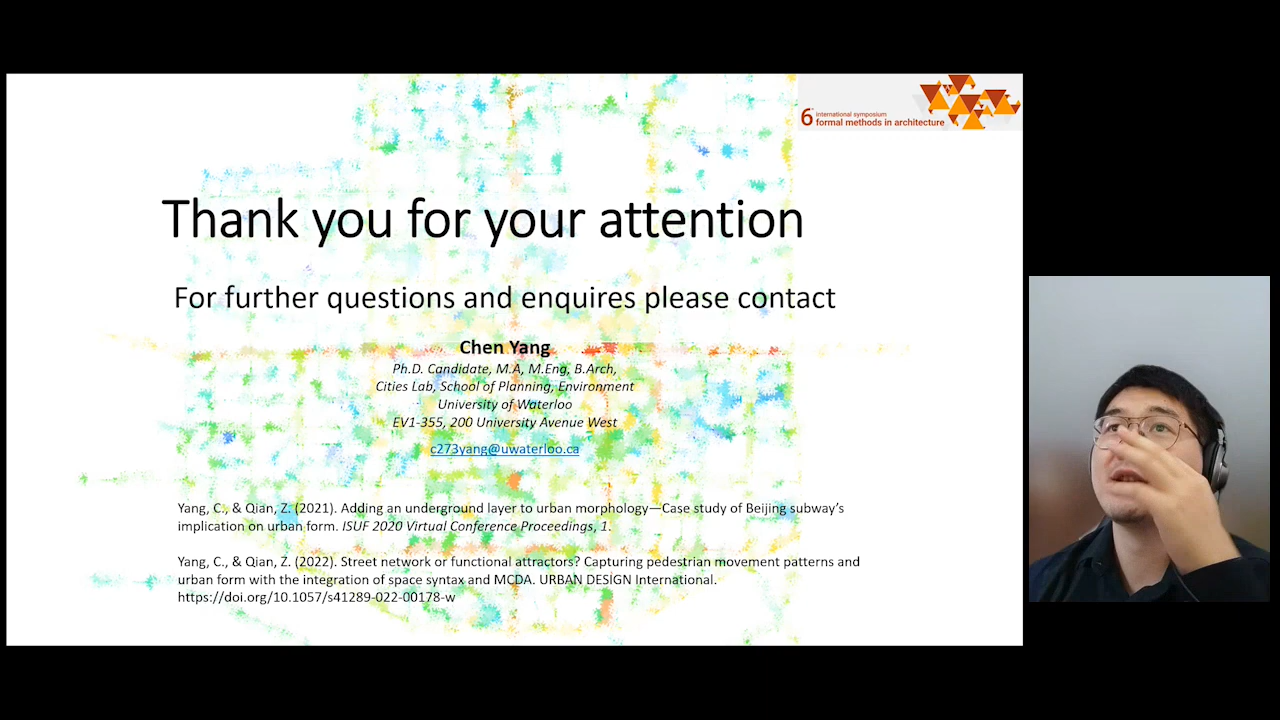 6th international symposium
formal methods in architecture
Thank you for your attention
For further questions and enquires please contact
Chen Yang
Ph.D. Candidate, M.A, M.Eng, B.Arch,
Cities Lab, School of Planning, Environment
University of Waterloo
EV1-355, 200 University Avenue West
c273yang@uwaterloo.ca
Yang, C., & Qian, Z. (2021). Adding an underground layer to urban morphology—Case study of Beijing subway’s
implication on urban form. ISUF 2020 Virtual Conference Proceedings, 1.
Yang, C., & Qian, Z. (2022). Street network or functional attractors? Capturing pedestrian movement patterns and
urban form with the integration of space syntax and MCDA. URBAN DESİGN International.
https://doi.org/10.1057/s41289-022-00178-w